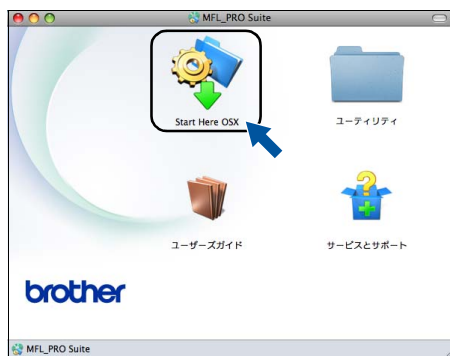 MFL_PRO Suite
Start Here OSX
ユーティリティ
ユーザーズガイド
サービスとサポート
brother
MFL_PRO Suite